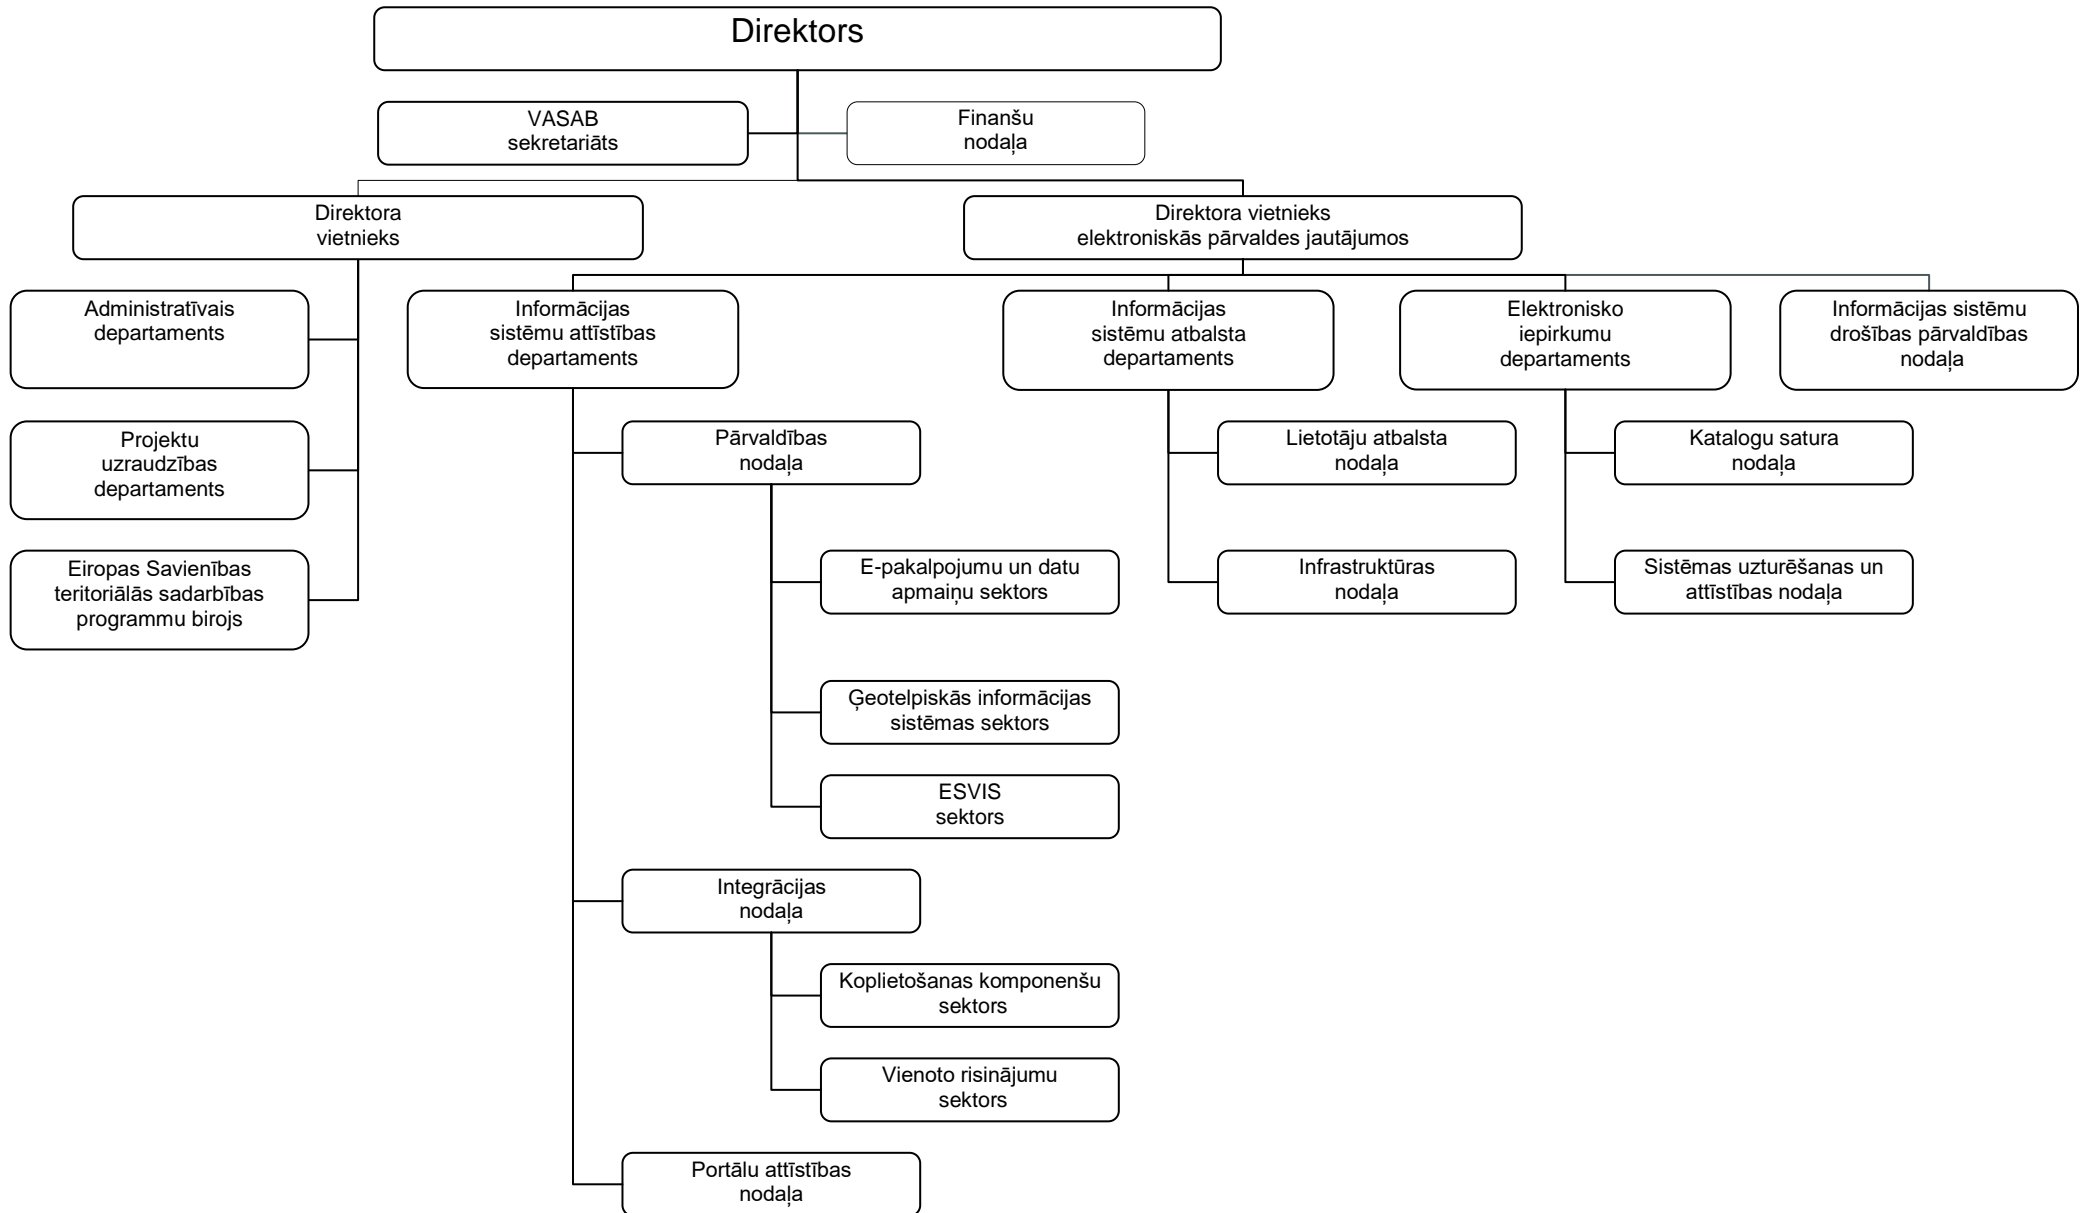 Direktors
VASAB
sekretariāts
Finanšu
nodaļa
Direktora
vietnieks
Direktora vietnieks
elektroniskās pārvaldes jautājumos
Administratīvais
departaments
Informācijas
sistēmu attīstības
departaments
Informācijas
sistēmu atbalsta
departaments
Elektronisko
iepirkumu
departaments
Informācijas sistēmu
drošības pārvaldības
nodaļa
Projektu
uzraudzības
departaments
Pārvaldības
nodaļa
Lietotāju atbalsta
nodaļa
Katalogu satura
nodaļa
Eiropas Savienības
teritoriālās sadarbības
programmu birojs
E-pakalpojumu un datu
apmaiņu sektors
Infrastruktūras
nodaļa
Sistēmas uzturēšanas un
attīstības nodaļa
Ģeotelpiskās informācijas
sistēmas sektors
ESVIS
sektors
Integrācijas
nodaļa
Koplietošanas komponenšu
sektors
Vienoto risinājumu
sektors
Portālu attīstības
nodaļa